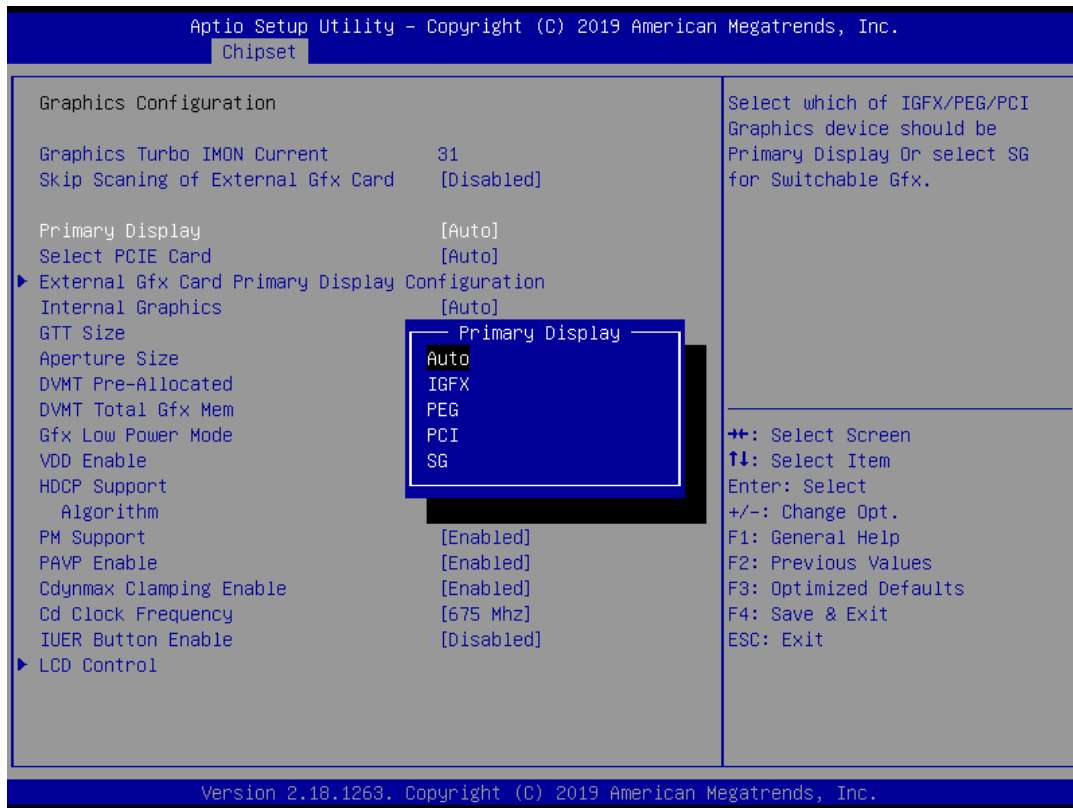 Aptio Setup Utility – Copyright (C) 2019 American Megatrends, Inc.
Chipset
Graphics Configuration
Graphics Turbo IMON Current 31
Skip Scaning of External Gfx Card [Disabled]
Primary Display [Auto]
Select PCIE Card [Auto]
External Gfx Card Primary Display Configuration
Internal Graphics [Auto]
GTT Size
Aperture Size
DVMT Pre-Allocated
DVMT Total Gfx Mem
Gfx Low Power Mode
VDD Enable
HDCP Support
Algorithm
PM Support [Enabled]
PAVP Enable [Enabled]
Cdynmax Clamping Enable [Enabled]
Cd Clock Frequency [675 Mhz]
IUER Button Enable [Disabled]
LCD Control
Primary Display
Auto
IGFX
PEG
PCI
SG
Select which of IGFX/PEG/PCI
Graphics device should be
Primary Display Or select SG
for Switchable Gfx.
→←: Select Screen
↑↓: Select Item
Enter: Select
+/-: Change Opt.
F1: General Help
F2: Previous Values
F3: Optimized Defaults
F4: Save & Exit
ESC: Exit
Version 2.18.1263. Copyright (C) 2019 American Megatrends, Inc.